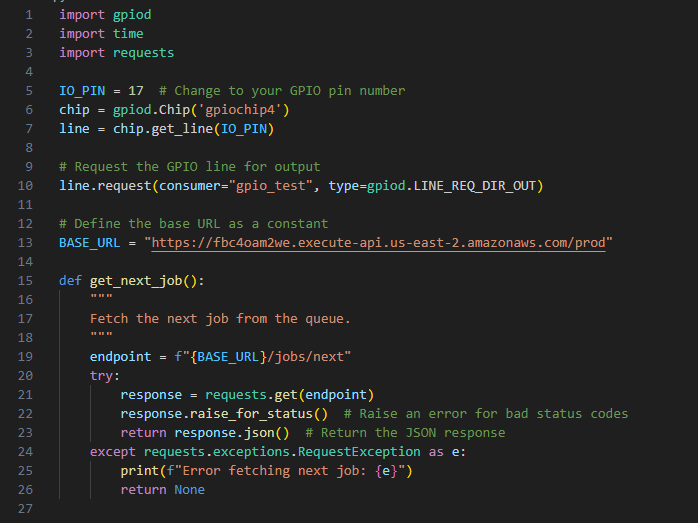 1 import gpiod
2 import time
3 import requests
4
5 IO_PIN = 17  # Change to your GPIO pin number
6 chip = gpiod.Chip('gpiochip4')
7 line = chip.get_line(IO_PIN)
8
9 # Request the GPIO line for output
10 line.request(consumer="gpio_test", type=gpiod.LINE_REQ_DIR_OUT)
11
12 # Define the base URL as a constant
13 BASE_URL = "https://fbc4oam2we.execute-api.us-east-2.amazonaws.com/prod"
14
15 def get_next_job():
16     """
17     Fetch the next job from the queue.
18     """
19     endpoint = f"{BASE_URL}/jobs/next"
20     try:
21         response = requests.get(endpoint)
22         response.raise_for_status()  # Raise an error for bad status codes
23         return response.json()  # Return the JSON response
24     except requests.exceptions.RequestException as e:
25         print(f"Error fetching next job: {e}")
26         return None
27